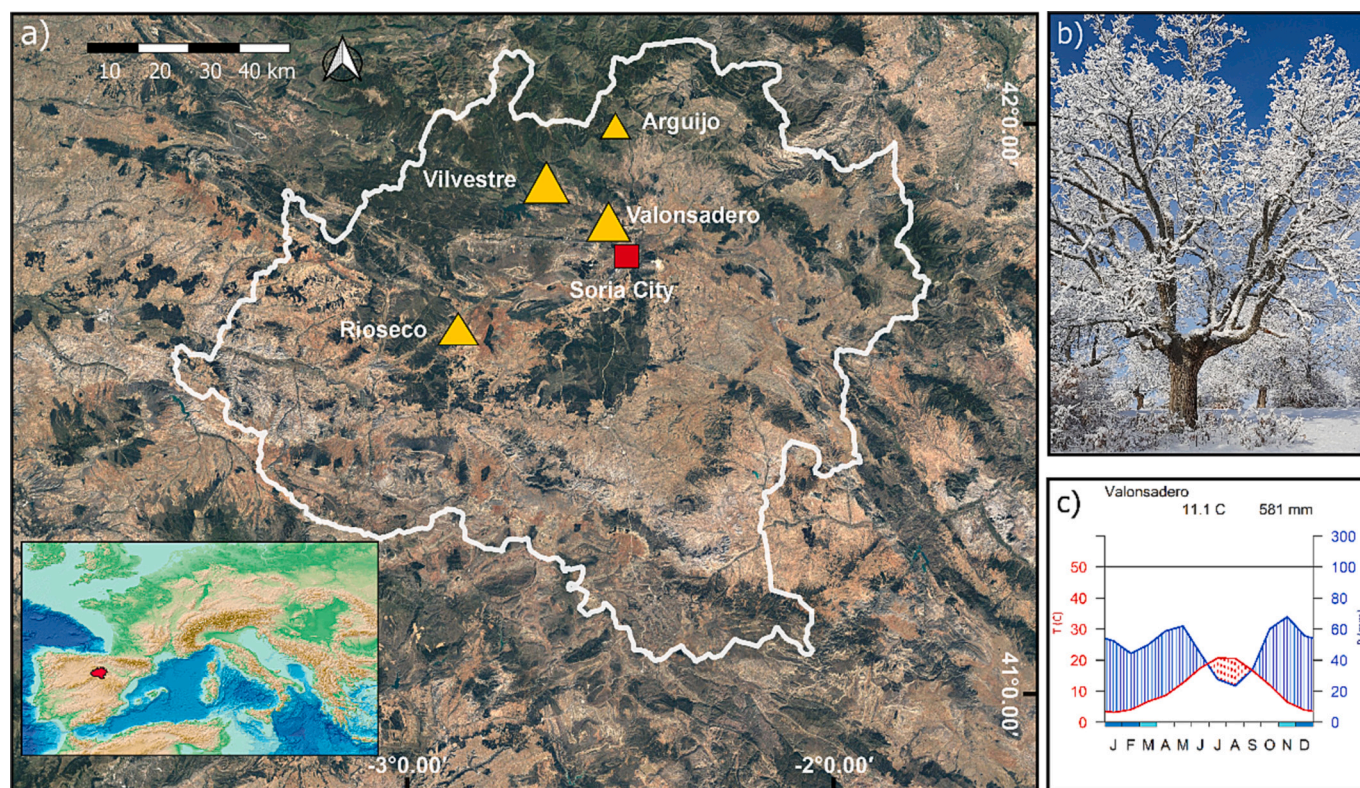 a)
10 20 30 40 km
Arguijo
Vilvestre
Valonsadero
Soria City
Rioseco
42°0.00′
41°0.00′
-3°0.00′
-2°0.00′
b)
c)
Valonsadero
11.1 C 581 mm
50
40
30
20
10
0
T (C)
300
100
80
60
40
20
0
J F M A M J J A S O N D